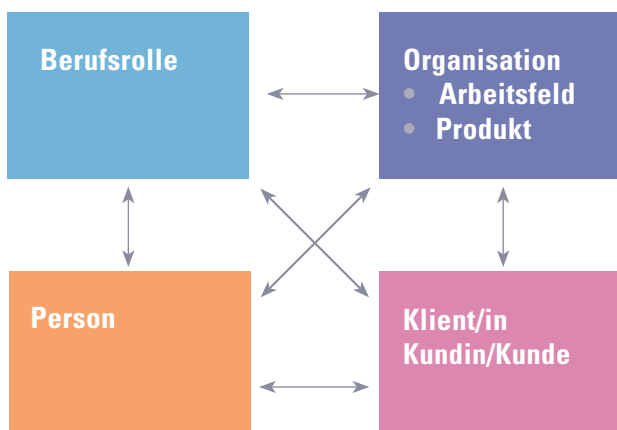 Berufsrolle
Organisation
• Arbeitsfeld
• Produkt
Person
Klient/in
Kundin/Kunde